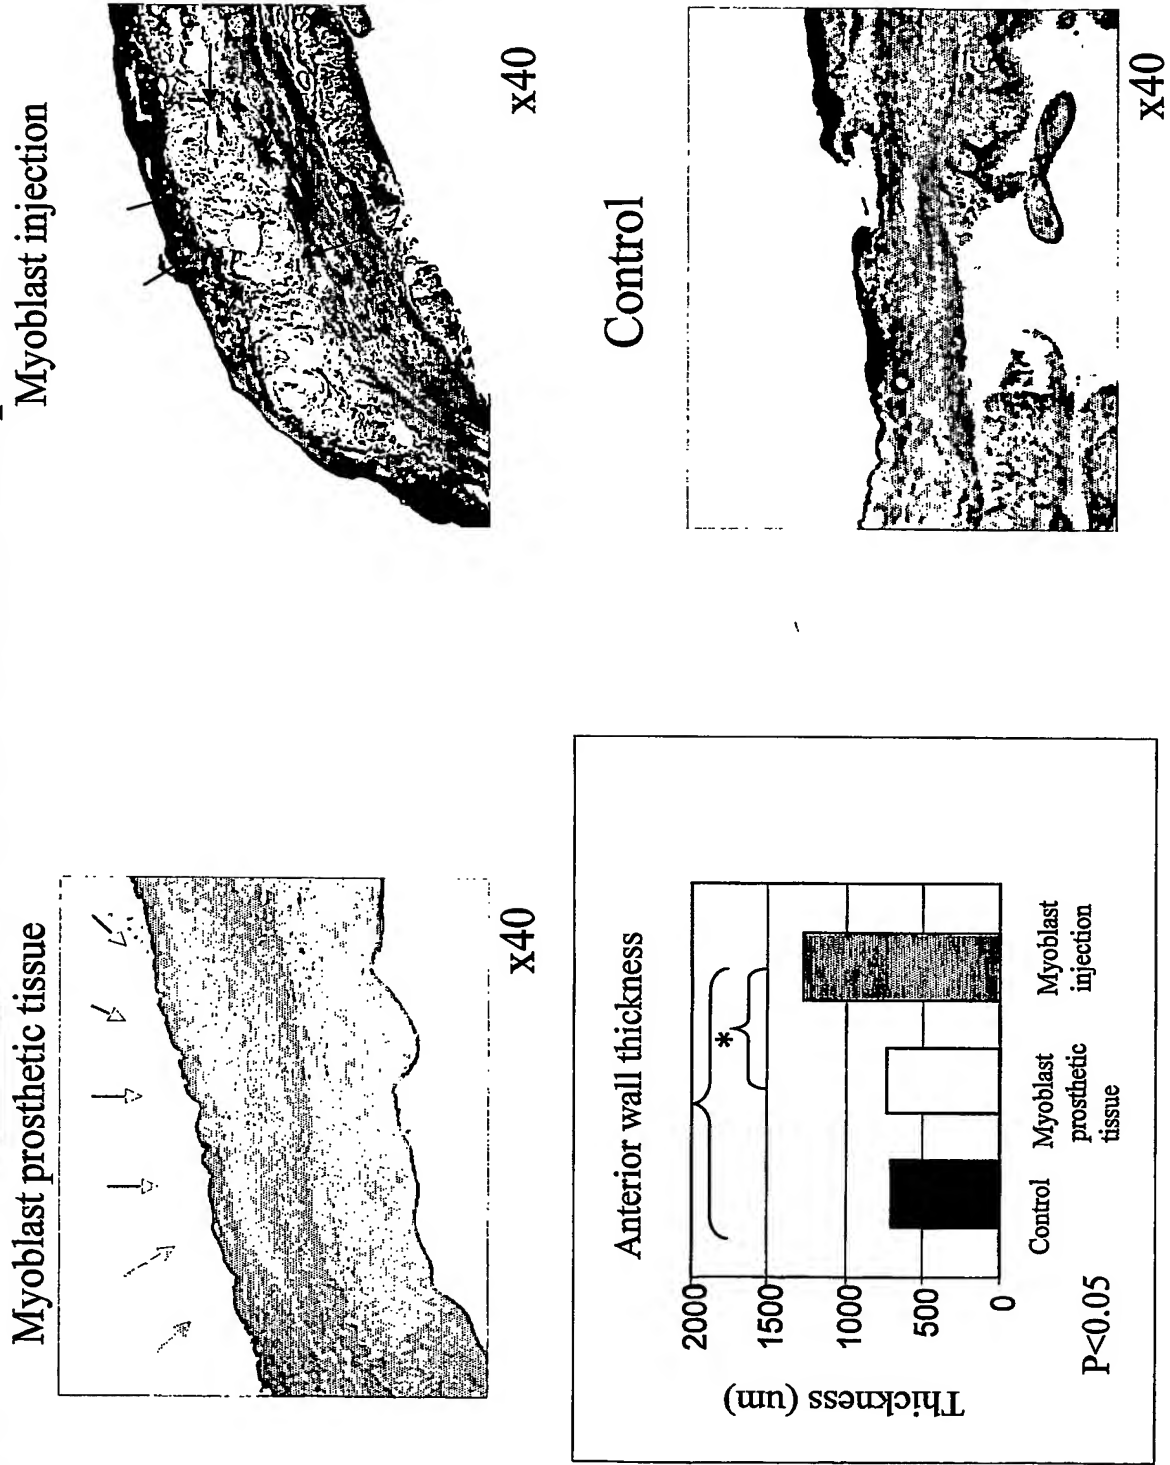 Myoblast prosthetic tissue
x40
Myoblast injection
x40
Anterior wall thickness
Thickness (um)
2000
1500
1000
500
0
*
Control
Myoblast
prosthetic
tissue
Myoblast
injection
P<0.05
Control
x40